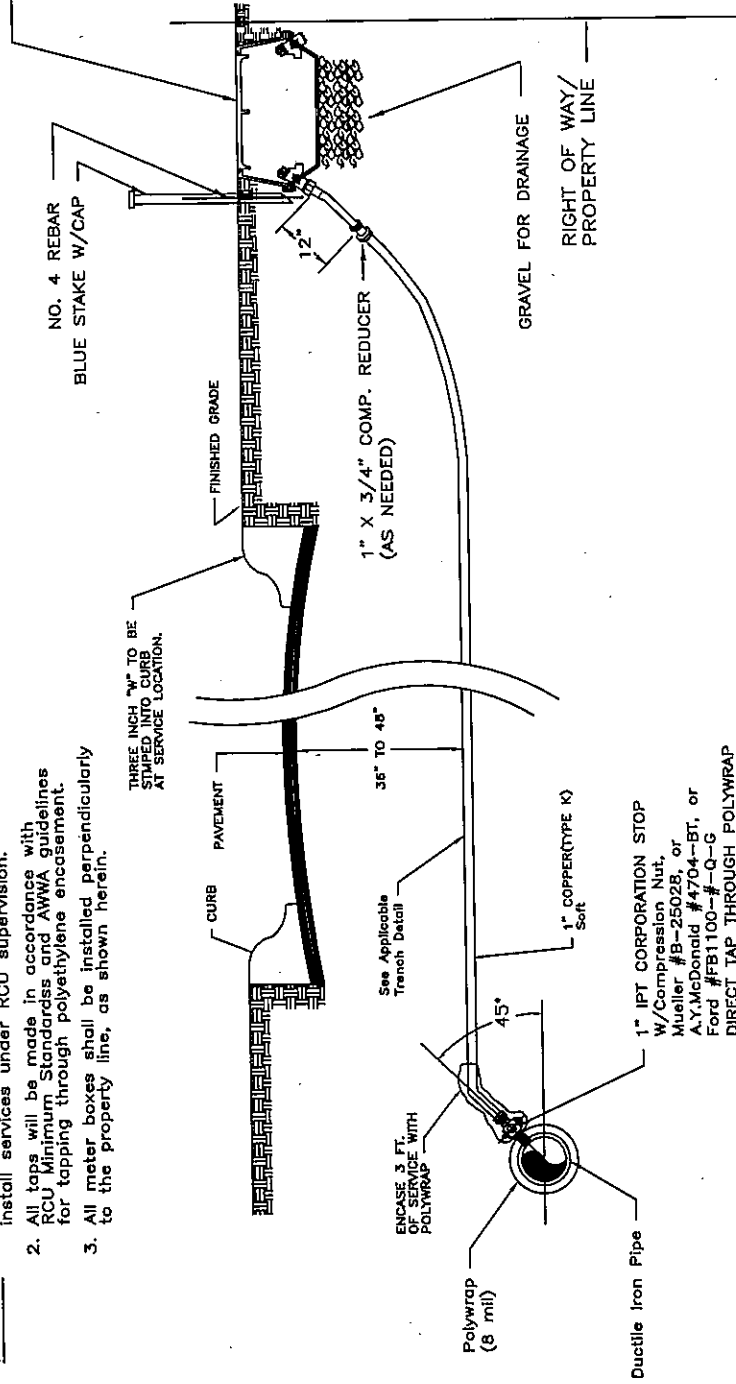 install services under RCU supervision.
2. All taps will be made in accordance with
RCU Minimum Standardss and AWWA guidelines
for tapping through polyethylene encasement.
3. All meter boxes shall be installed perpendicularly
to the property line, as shown herein.
NO. 4 REBAR
BLUE STAKE W/CAP
THREE INCH "W" TO BE
STMPED INTO CURB
AT SERVICE LOCATION.
FINISHED GRADE
CURB
PAVEMENT
12"
1" X 3/4" COMP. REDUCER
(AS NEEDED)
GRAVEL FOR DRAINAGE
RIGHT OF WAY/
PROPERTY LINE
36" TO 48"
See Applicable
Trench Detail
1" COPPER(TYPE K)
Soft
45°
ENCASE 3 FT.
OF SERVICE WITH
POLYWRAP
Polywrap
(8 mil)
Ductile Iron Pipe
1" IPT CORPORATION STOP
W/Compression Nut,
Mueller #B-25028, or
A.Y.McDonald #4704-BT, or
Ford #FB1100-#-Q-G
DIRECT TAP THROUGH POLYWRAP